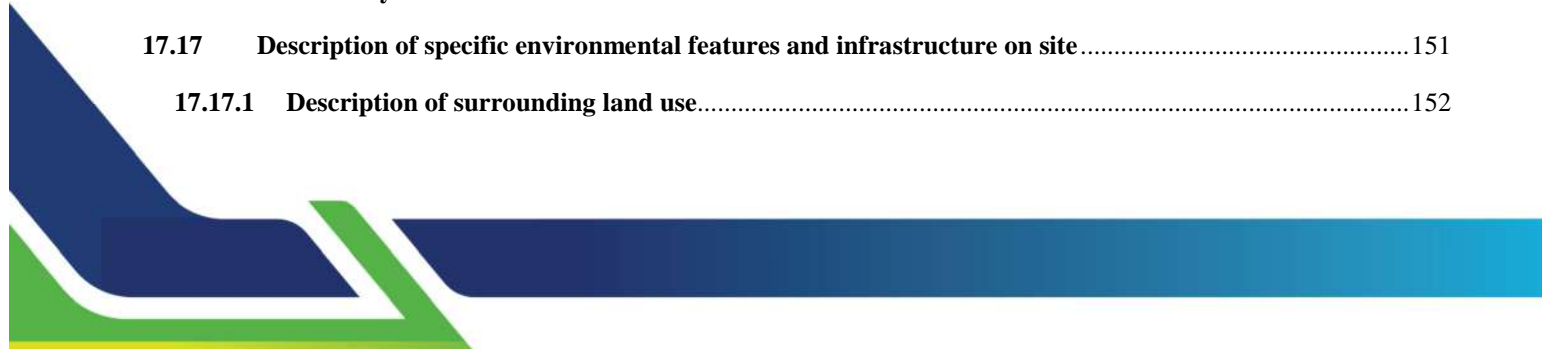 17.17 Description of specific environmental features and infrastructure on site....................................................151
17.17.1 Description of surrounding land use...............................................................................................................152